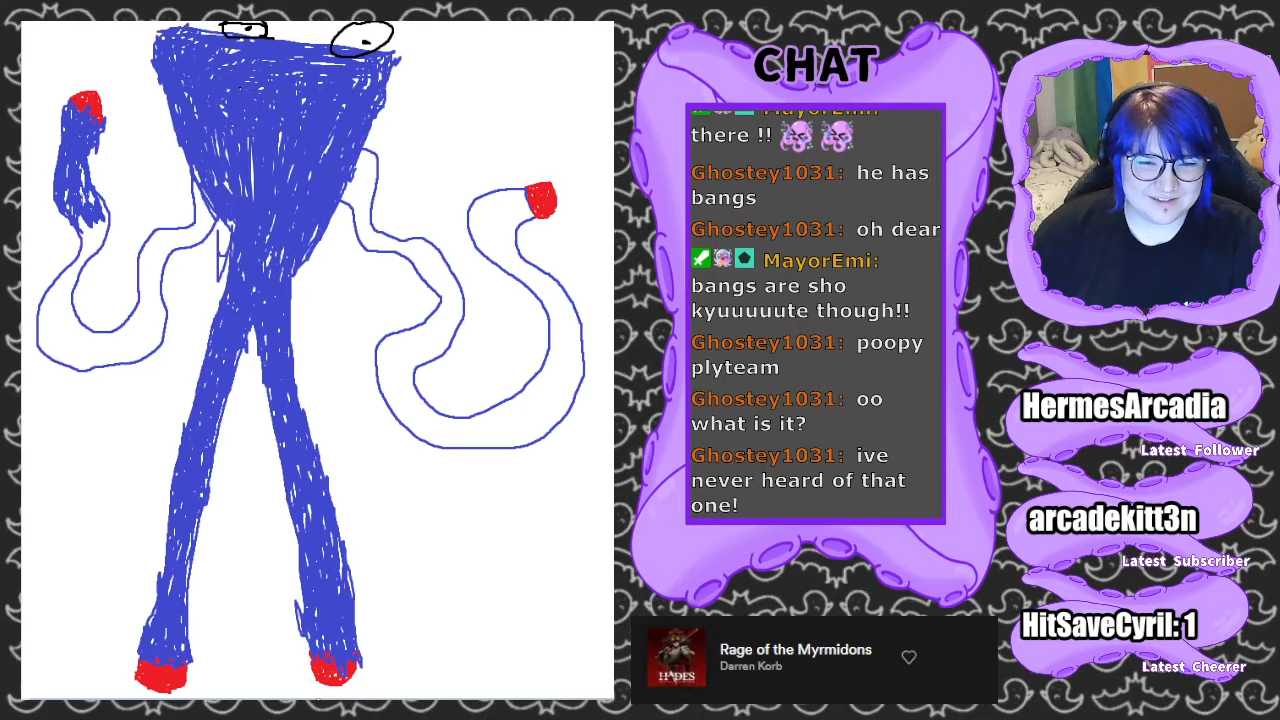 CHAT
MayorEmi:
there !!
Ghostey1031: he has
bangs
Ghostey1031: oh dear
MayorEmi:
bangs are sho
kyuuuuute though!!
Ghostey1031: poopy
plyteam
Ghostey1031: oo
what is it?
Ghostey1031: ive
never heard of that
one!
HermesArcadia
Latest Follower
arcadekitt3n
Latest Subscriber
HitSaveCyril: 1
Latest Cheerer
HADES
Rage of the Myrmidons
Darren Korb